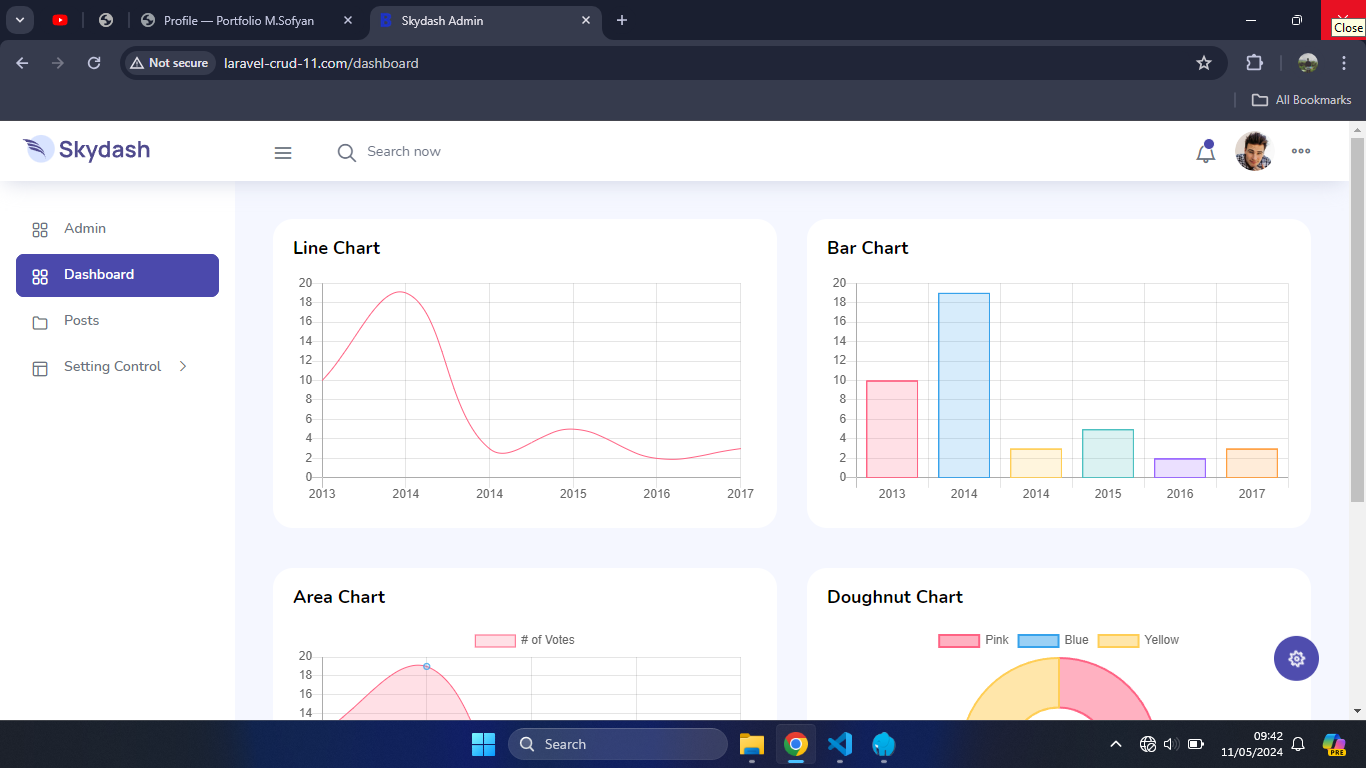 Profile — Portfolio M.Sofyan
Skydash Admin
Close
Not secure
laravel-crud-11.com/dashboard
All Bookmarks
Skydash
Search now
Admin
Dashboard
Posts
Setting Control
Line Chart
20
18
16
14
12
10
8
6
4
2
0
2013 2014 2014 2015 2016 2017
Bar Chart
20
18
16
14
12
10
8
6
4
2
0
2013 2014 2014 2015 2016 2017
Area Chart
# of Votes
20
18
16
14
Doughnut Chart
Pink Blue Yellow
Search
09:42
11/05/2024
PRE